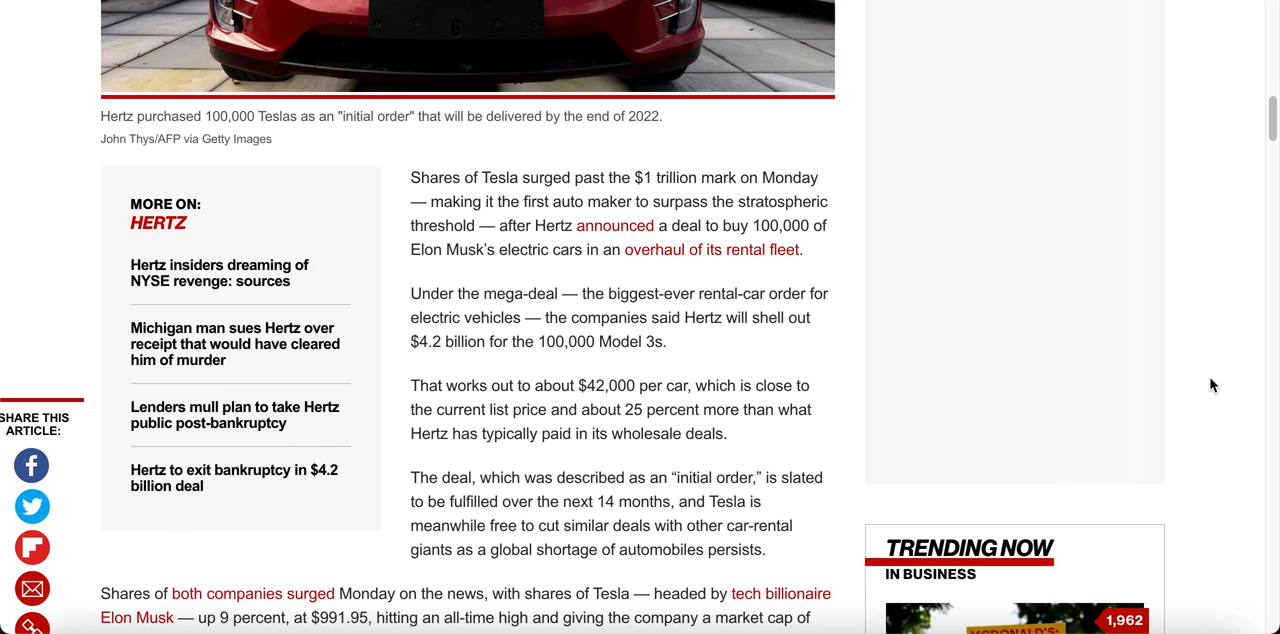 Hertz purchased 100,000 Teslas as an "initial order" that will be delivered by the end of 2022.
John Thys/AFP via Getty Images
MORE ON:
HERTZ
Hertz insiders dreaming of
NYSE revenge: sources
Michigan man sues Hertz over
receipt that would have cleared
him of murder
Lenders mull plan to take Hertz
public post-bankruptcy
Hertz to exit bankruptcy in $4.2
billion deal
Shares of Tesla surged past the $1 trillion mark on Monday
— making it the first auto maker to surpass the stratospheric
threshold — after Hertz announced a deal to buy 100,000 of
Elon Musk’s electric cars in an overhaul of its rental fleet.
Under the mega-deal — the biggest-ever rental-car order for
electric vehicles — the companies said Hertz will shell out
$4.2 billion for the 100,000 Model 3s.
That works out to about $42,000 per car, which is close to
the current list price and about 25 percent more than what
Hertz has typically paid in its wholesale deals.
The deal, which was described as an “initial order,” is slated
to be fulfilled over the next 14 months, and Tesla is
meanwhile free to cut similar deals with other car-rental
giants as a global shortage of automobiles persists.
Shares of both companies surged Monday on the news, with shares of Tesla — headed by tech billionaire
Elon Musk — up 9 percent, at $991.95, hitting an all-time high and giving the company a market cap of
SHARE THIS
ARTICLE:
TRENDING NOW
IN BUSINESS
1,962
McDONALD'S: